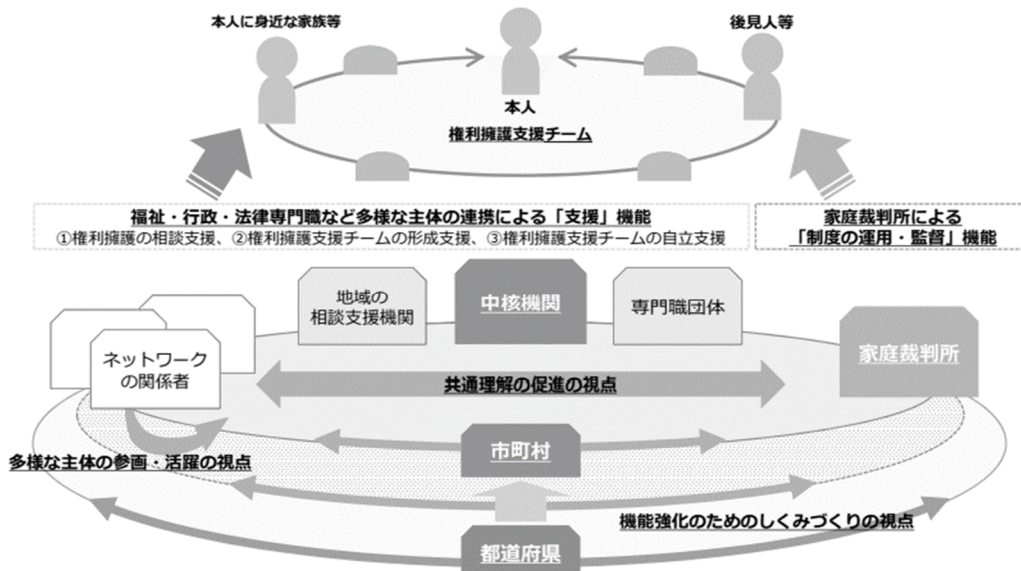 本人に身近な家族等
後見人等
本人
権利擁護支援チーム
福祉・行政・法律専門職など多様な主体の連携による「支援」機能
①権利擁護の相談支援、②権利擁護支援チームの形成支援、③権利擁護支援チームの自立支援
家庭裁判所による
「制度の運用・監督」機能
地域の
相談支援機関
中核機関
専門職団体
ネットワーク
の関係者
家庭裁判所
共通理解の促進の視点
市町村
多様な主体の参画・活躍の視点
機能強化のためのしくみづくりの視点
都道府県